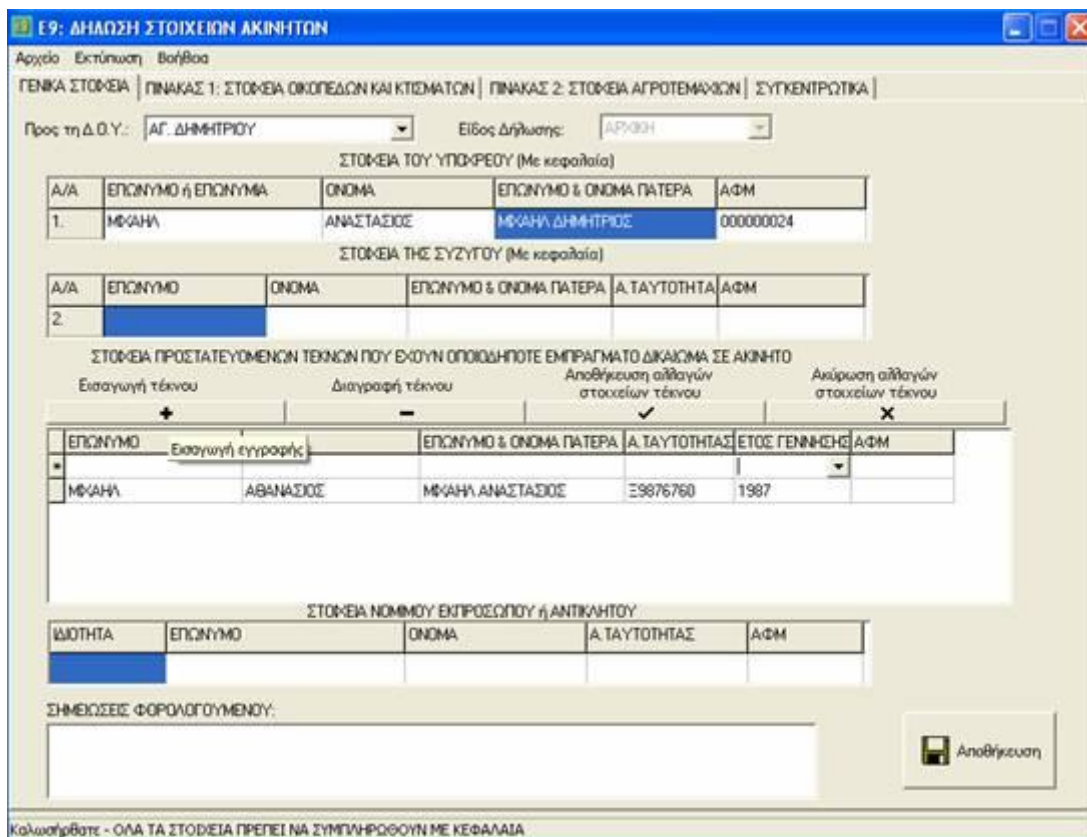 E9: ΔΗΛΩΣΗ ΣΤΟΙΧΕΙΩΝ ΑΚΙΝΗΤΩΝ
Αρχείο Εκτύπωση Βοήθεια
ΓΕΝΙΚΑ ΣΤΟΙΧΕΙΑ ΠΙΝΑΚΑΣ 1: ΣΤΟΙΧΕΙΑ ΟΙΚΟΠΕΔΩΝ ΚΑΙ ΚΤΙΣΜΑΤΩΝ ΠΙΝΑΚΑΣ 2: ΣΤΟΙΧΕΙΑ ΑΓΡΟΤΕΜΑΧΙΩΝ ΣΥΓΚΕΝΤΡΩΤΙΚΑ
Προς τη Δ.Ο.Υ.: ΑΓ. ΔΗΜΗΤΡΙΟΥ Είδος Δήλωσης: ΑΡΧΙΚΗ
ΣΤΟΙΧΕΙΑ ΤΟΥ ΥΠΟΧΡΕΟΥ (Με κεφαλαία)
Α/Α ΕΠΩΝΥΜΟ ή ΕΠΩΝΥΜΙΑ ΟΝΟΜΑ ΕΠΩΝΥΜΟ & ΟΝΟΜΑ ΠΑΤΕΡΑ ΑΦΜ
1. ΜΙΧΑΗΛ ΑΝΑΣΤΑΣΙΟΣ ΜΙΧΑΗΛ ΔΗΜΗΤΡΙΟΣ 000000024
ΣΤΟΙΧΕΙΑ ΤΗΣ ΣΥΖΥΓΟΥ (Με κεφαλαία)
Α/Α ΕΠΩΝΥΜΟ ΟΝΟΜΑ ΕΠΩΝΥΜΟ & ΟΝΟΜΑ ΠΑΤΕΡΑ Α.ΤΑΥΤΟΤΗΤΑ ΑΦΜ
2.
ΣΤΟΙΧΕΙΑ ΠΡΟΣΤΑΤΕΥΟΜΕΝΩΝ ΤΕΚΝΩΝ ΠΟΥ ΕΧΟΥΝ ΟΠΟΙΟΔΗΠΟΤΕ ΕΜΠΡΑΓΜΑΤΟ ΔΙΚΑΙΩΜΑ ΣΕ ΑΚΙΝΗΤΟ
Εισαγωγή τέκνου Διαγραφή τέκνου Αποθήκευση αλλαγών στοιχείων τέκνου Ακύρωση αλλαγών στοιχείων τέκνου
ΕΠΩΝΥΜΟ ΕΠΩΝΥΜΟ & ΟΝΟΜΑ ΠΑΤΕΡΑ Α.ΤΑΥΤΟΤΗΤΑΣ ΕΤΟΣ ΓΕΝΝΗΣΗΣ ΑΦΜ
Εισαγωγή εγγραφής
ΜΙΧΑΗΛ ΑΘΑΝΑΣΙΟΣ ΜΙΧΑΗΛ ΑΝΑΣΤΑΣΙΟΣ Ξ9876760 1987
ΣΤΟΙΧΕΙΑ ΝΟΜΙΜΟΥ ΕΚΠΡΟΣΩΠΟΥ ή ΑΝΤΙΚΛΗΤΟΥ
ΙΔΙΟΤΗΤΑ ΕΠΩΝΥΜΟ ΟΝΟΜΑ Α.ΤΑΥΤΟΤΗΤΑΣ ΑΦΜ
ΣΗΜΕΙΩΣΕΙΣ ΦΟΡΟΛΟΓΟΥΜΕΝΟΥ:
Αποθήκευση
Καλωσήρθατε - ΟΛΑ ΤΑ ΣΤΟΙΧΕΙΑ ΠΡΕΠΕΙ ΝΑ ΣΥΜΠΛΗΡΩΘΟΥΝ ΜΕ ΚΕΦΑΛΑΙΑ